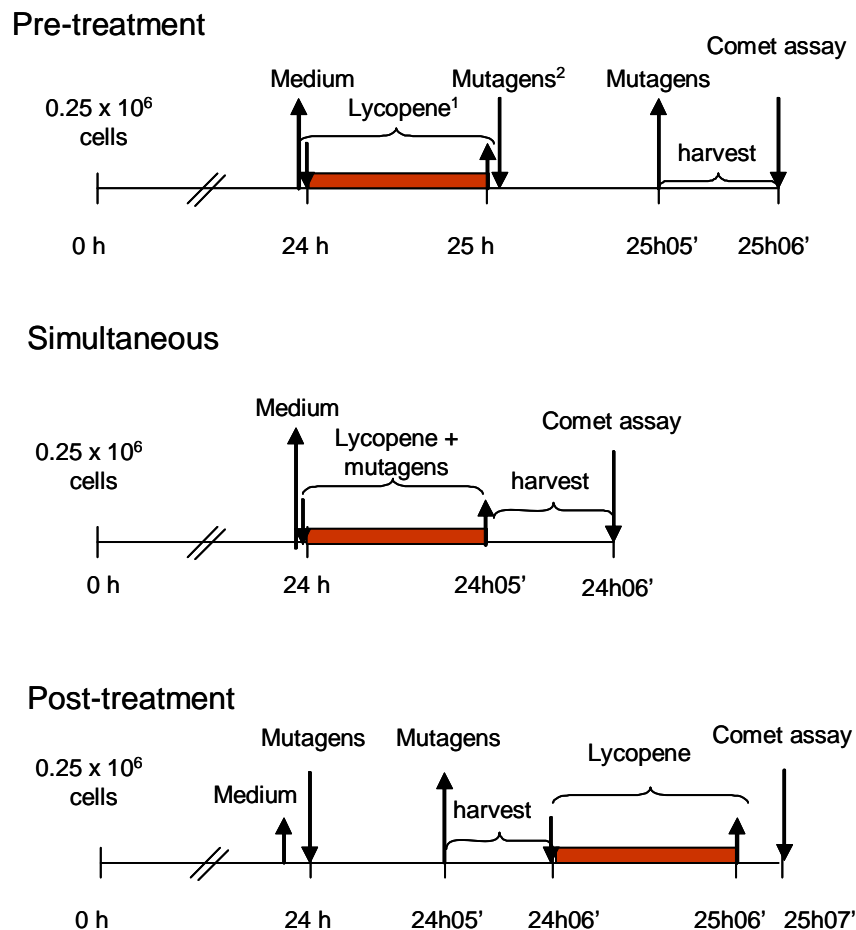 Pre-treatment
Comet assay
Medium
Mutagens²
Mutagens
0.25 x 10⁶
cells
Lycopene¹
harvest
0 h
24 h
25 h
25h05’
25h06’
Simultaneous
Medium
Comet assay
0.25 x 10⁶
cells
Lycopene +
mutagens
harvest
0 h
24 h
24h05’
24h06’
Post-treatment
Mutagens
Mutagens
Comet assay
0.25 x 10⁶
cells
Lycopene
Medium
harvest
0 h
24 h
24h05’
24h06’
25h06’
25h07’